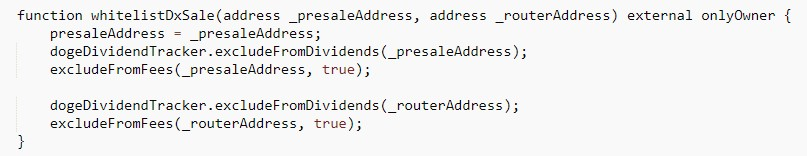 function whitelistDxSale(address _presaleAddress, address _routerAddress) external onlyOwner {
    presaleAddress = _presaleAddress;
    dogeDividendTracker.excludeFromDividends(_presaleAddress);
    excludeFromFees(_presaleAddress, true);

    dogeDividendTracker.excludeFromDividends(_routerAddress);
    excludeFromFees(_routerAddress, true);
}